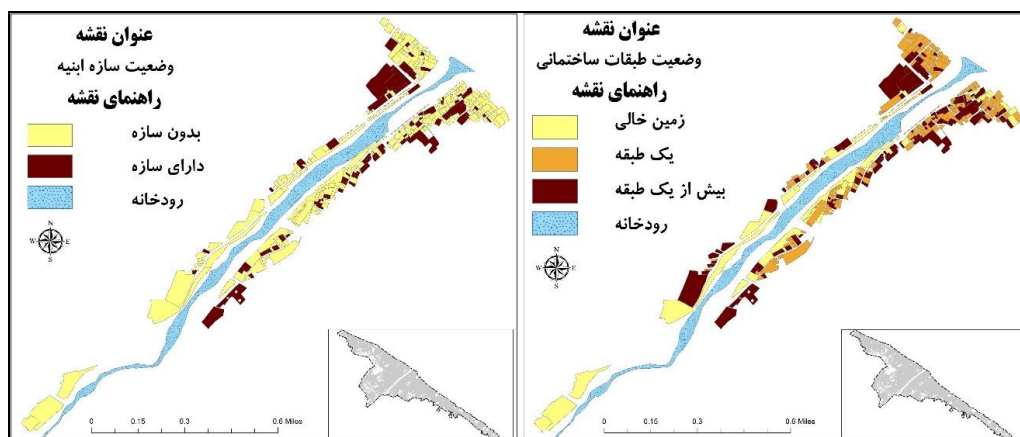 عنوان نقشه
وضعیت سازه ابنیه
راهنمای نقشه
بدون سازه
دارای سازه
رودخانه
N
W E
S
0 0.15 0.3 0.6 Miles
عنوان نقشه
وضعیت طبقات ساختمانی
راهنمای نقشه
زمین خالی
یک طبقه
بیش از یک طبقه
رودخانه
N
W E
S
0 0.15 0.3 0.6 Miles